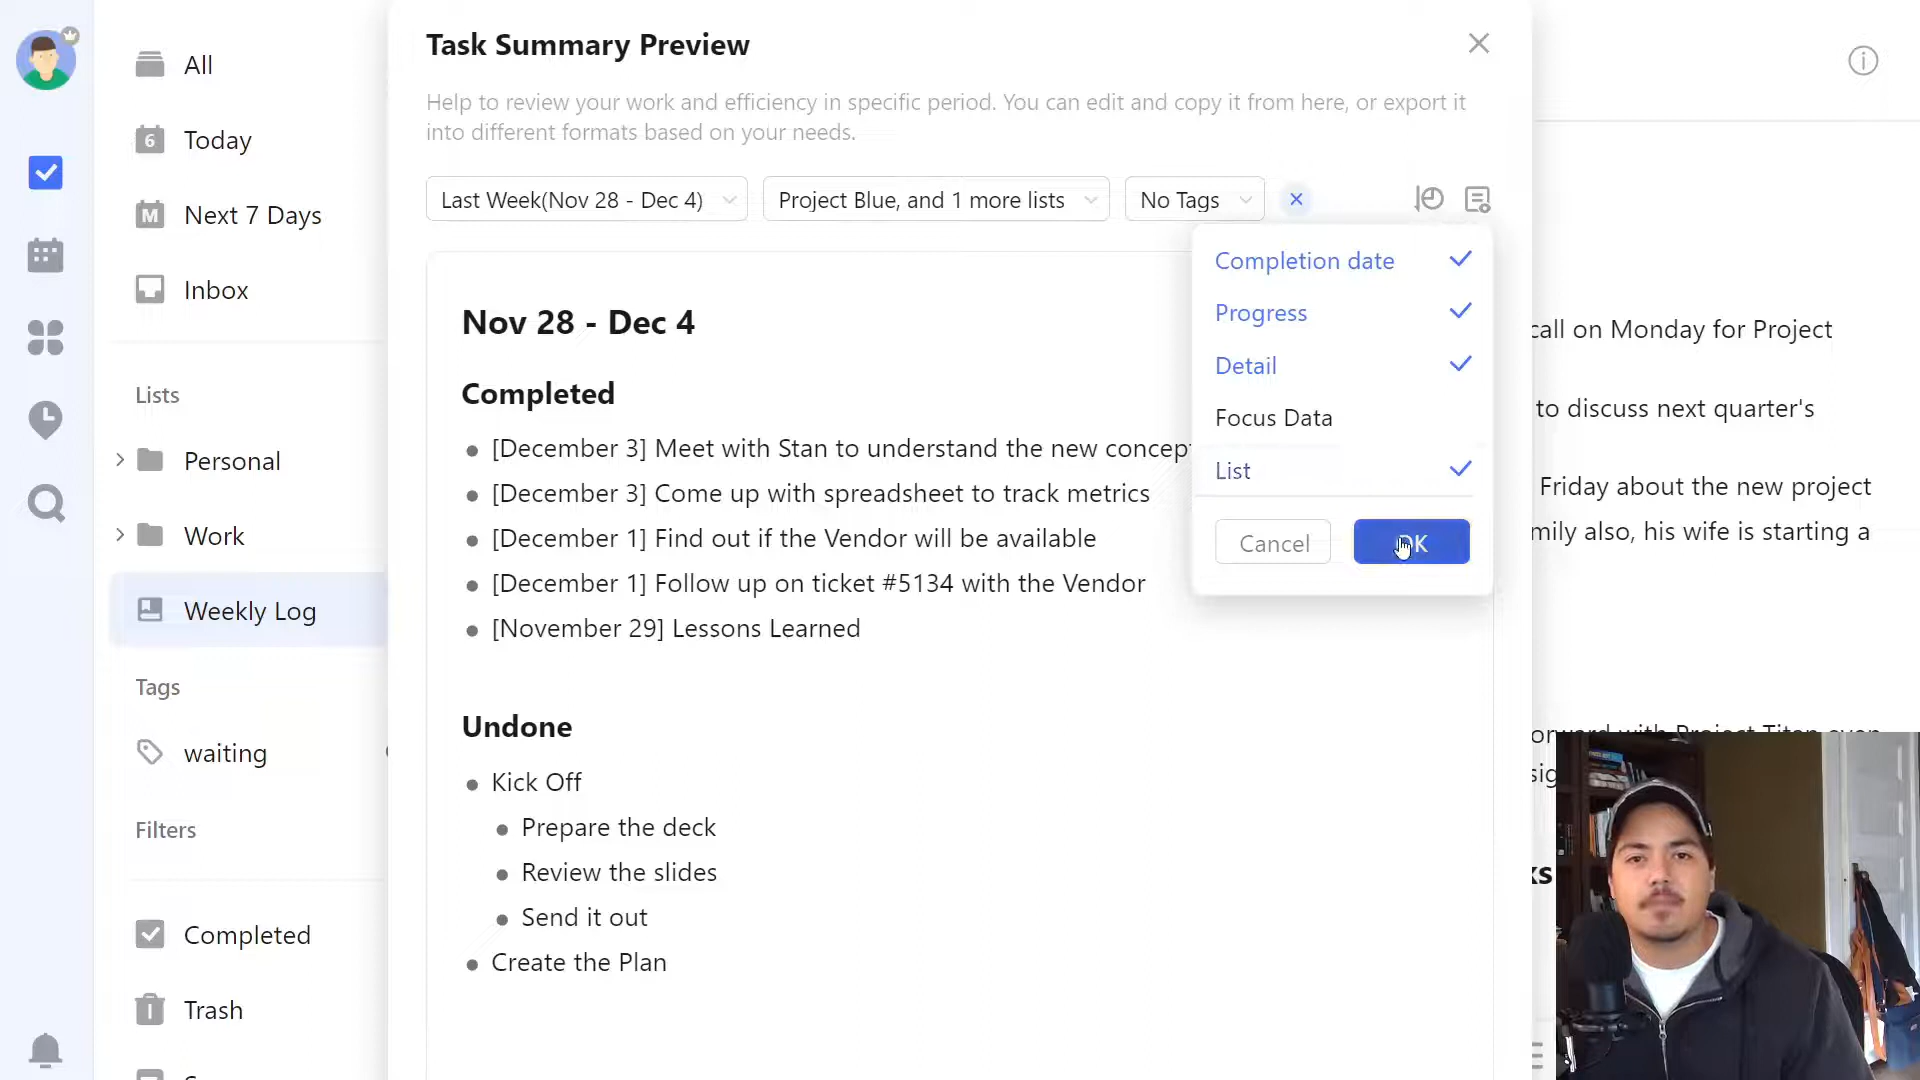 Task Summary Preview
Help to review your work and efficiency in specific period. You can edit and copy it from here, or export it
into different formats based on your needs.
Last Week(Nov 28 - Dec 4)
Project Blue, and 1 more lists
No Tags
All
6
Today
M
Next 7 Days
Inbox
Lists
Personal
Work
Weekly Log
Tags
waiting
Filters
Completed
Trash
Completion date
Progress
Detail
Focus Data
List
Cancel
OK
Nov 28 - Dec 4
Completed
[December 3] Meet with Stan to understand the new concep
[December 3] Come up with spreadsheet to track metrics
[December 1] Find out if the Vendor will be available
[December 1] Follow up on ticket #5134 with the Vendor
[November 29] Lessons Learned
Undone
Kick Off
Prepare the deck
Review the slides
Send it out
Create the Plan
call on Monday for Project
to discuss next quarter's
Friday about the new project
mily also, his wife is starting a
orward with Project Titan even
sig
ks